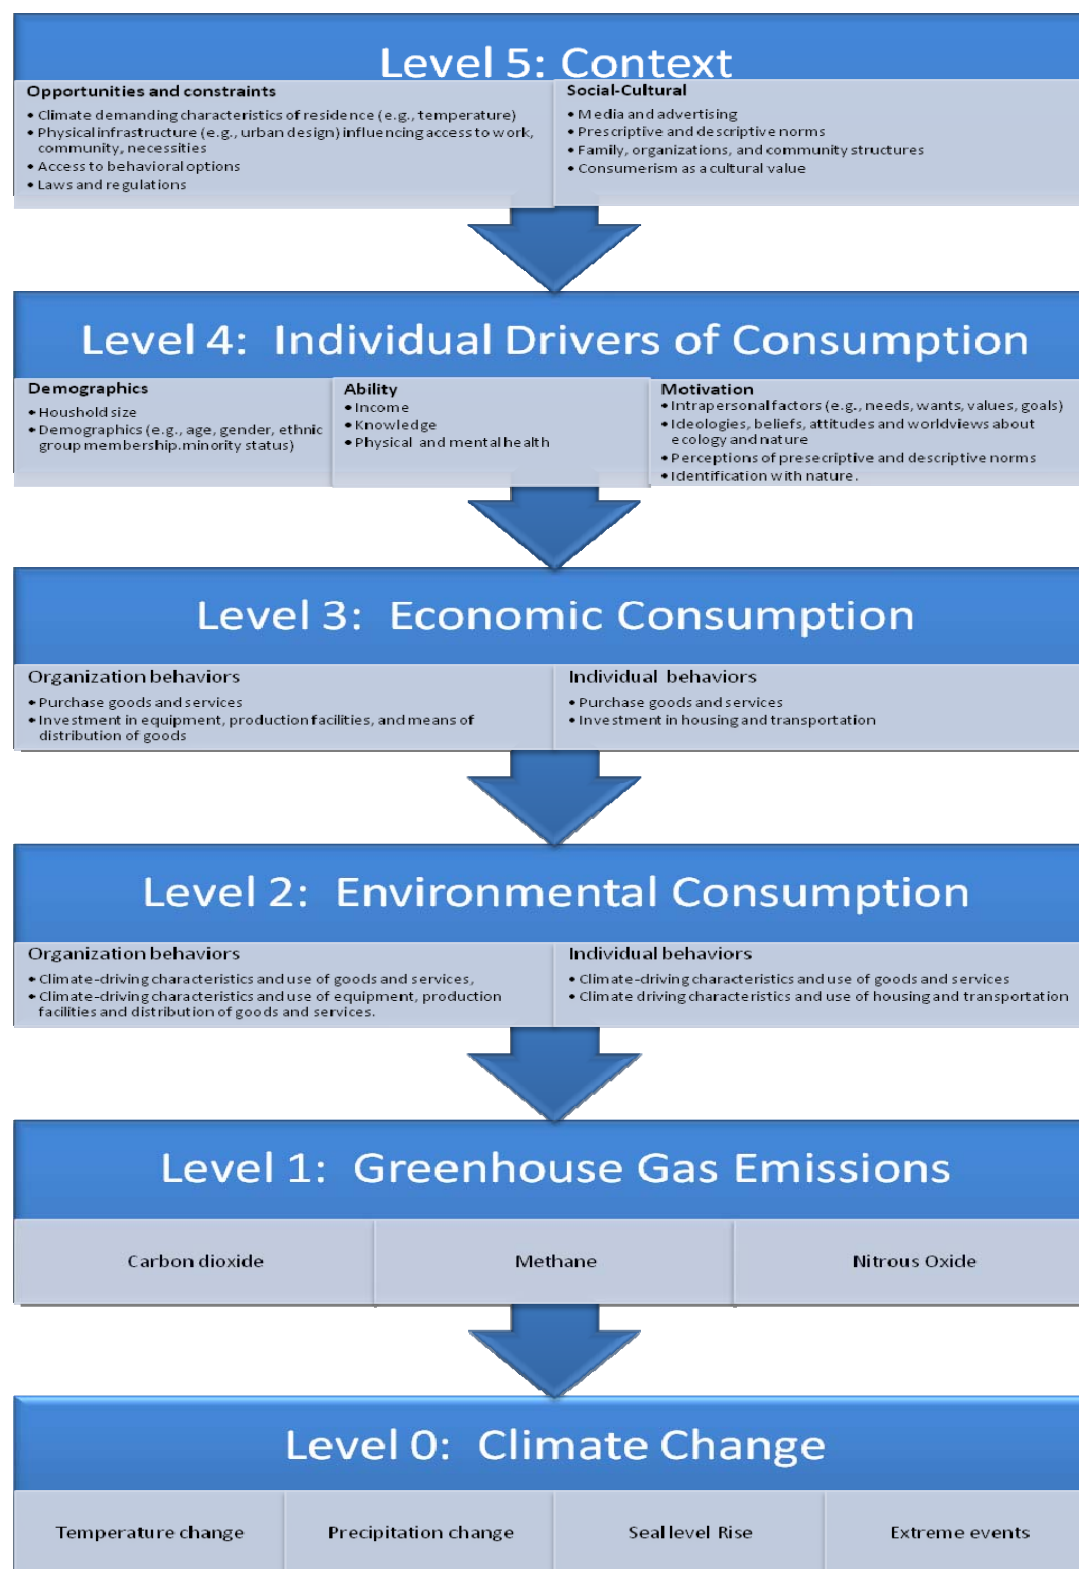 Level 5: Context
Opportunities and constraints
• Climate demanding characteristics of residence (e.g., temperature)
• Physical infrastructure (e.g., urban design) influencing access to work,
community, necessities
• Access to behavioral options
• Laws and regulations
Social-Cultural
• Media and advertising
• Prescriptive and descriptive norms
• Family, organizations, and community structures
• Consumerism as a cultural value
Level 4: Individual Drivers of Consumption
Demographics
• Houshold size
• Demographics (e.g., age, gender, ethnic
group membership.minority status)
Ability
• Income
• Knowledge
• Physical and mental health
Motivation
• Intrapersonal factors (e.g., needs, wants, values, goals)
• Ideologies, beliefs, attitudes and worldviews about
ecology and nature
• Perceptions of presecriptive and descriptive norms
• Identification with nature.
Level 3: Economic Consumption
Organization behaviors
• Purchase goods and services
• Investment in equipment, production facilities, and means of
distribution of goods
Individual behaviors
• Purchase goods and services
• Investment in housing and transportation
Level 2: Environmental Consumption
Organization behaviors
• Climate-driving characteristics and use of goods and services,
• Climate-driving characteristics and use of equipment, production
facilities and distribution of goods and services.
Individual behaviors
• Climate-driving characteristics and use of goods and services
• Climate driving characteristics and use of housing and transportation
Level 1: Greenhouse Gas Emissions
Carbon dioxide
Methane
Nitrous Oxide
Level 0: Climate Change
Temperature change
Precipitation change
Seal level Rise
Extreme events